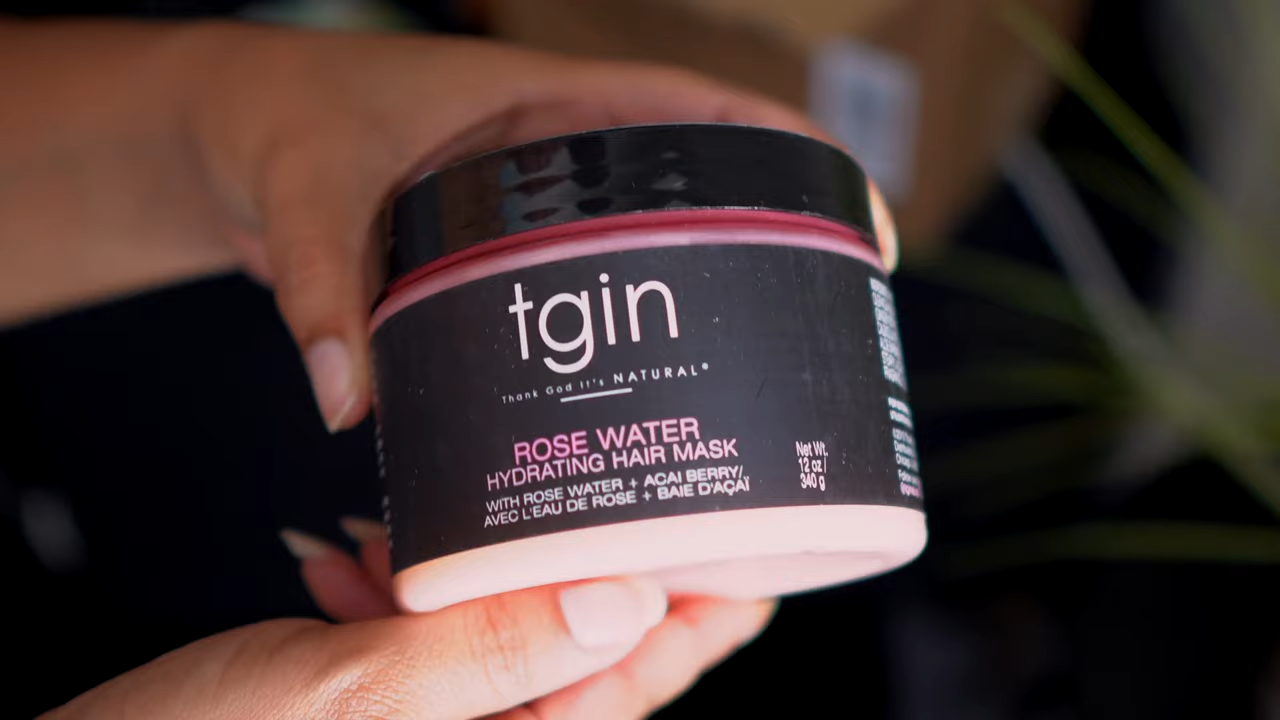 tgin
Thank God It's NATURAL®
ROSE WATER
HYDRATING HAIR MASK
WITH ROSE WATER + ACAI BERRY/
AVEC L'EAU DE ROSE + BAIE D'AÇAÏ
Net Wt.
12 oz/
340 g